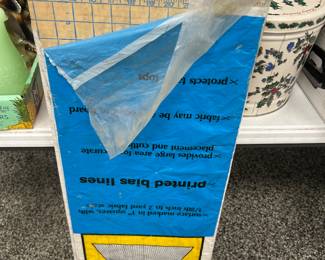 surface marked in 1" squares, with
printed bias lines
provides large area for accurate
placement and cutting
fabric may be
protects ta
tops